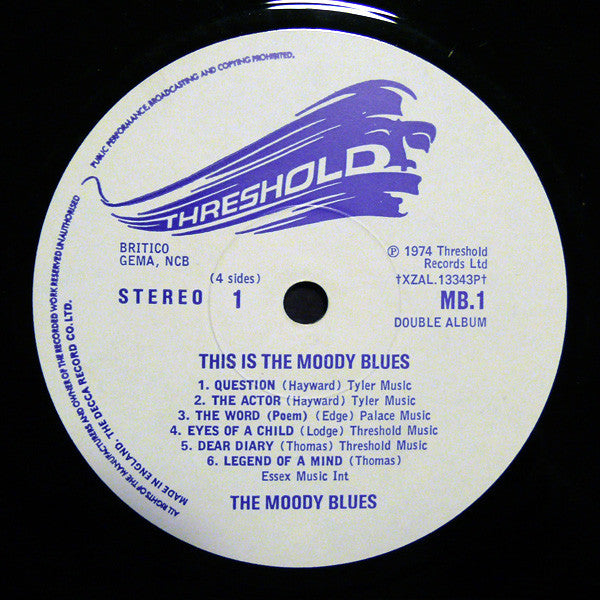 ALL RIGHTS OF THE MANUFACTURERS AND OWNER OF THE RECORDED WORK RESERVED UNAUTHORISED
PUBLIC PERFORMANCE, BROADCASTING AND COPYING PROHIBITED.
MADE IN ENGLAND. THE DECCA RECORD CO. LTD.
THRESHOLD
BRITICO
GEMA, NCB
℗ 1974 Threshold
Records Ltd
(4 sides)
†XZAL.13343P†
STEREO 1
MB.1
DOUBLE ALBUM
THIS IS THE MOODY BLUES
1. QUESTION (Hayward) Tyler Music
2. THE ACTOR (Hayward) Tyler Music
3. THE WORD (Poem) (Edge) Palace Music
4. EYES OF A CHILD (Lodge) Threshold Music
5. DEAR DIARY (Thomas) Threshold Music
6. LEGEND OF A MIND (Thomas)
Essex Music Int
THE MOODY BLUES